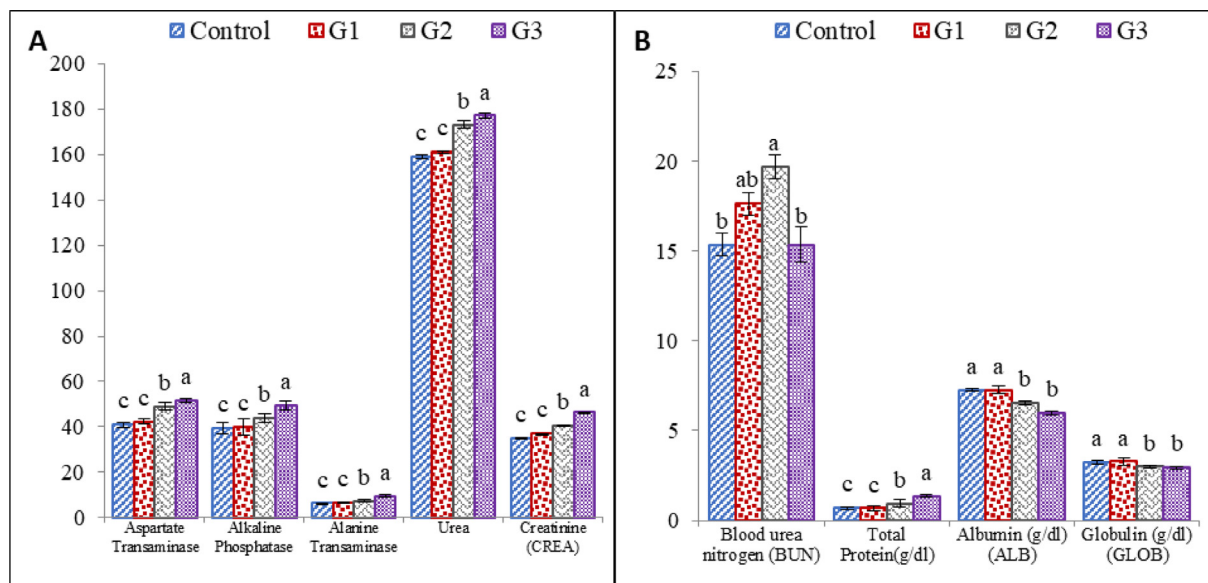 A
Control G1 G2 G3
200
180
160
140
120
100
80
60
40
20
0
c c b a
c c b a
c c b a
c c b a
c c b a
Aspartate
Transaminase
Alkaline
Phosphatase
Alanine
Transaminase
Urea
Creatinine
(CREA)
B
Control G1 G2 G3
25
20
15
10
5
0
b ab a b
c c b a
a a b b
a a b b
Blood urea
nitrogen (BUN)
Total
Protein(g/dl)
Albumin (g/dl)
(ALB)
Globulin (g/dl)
(GLOB)